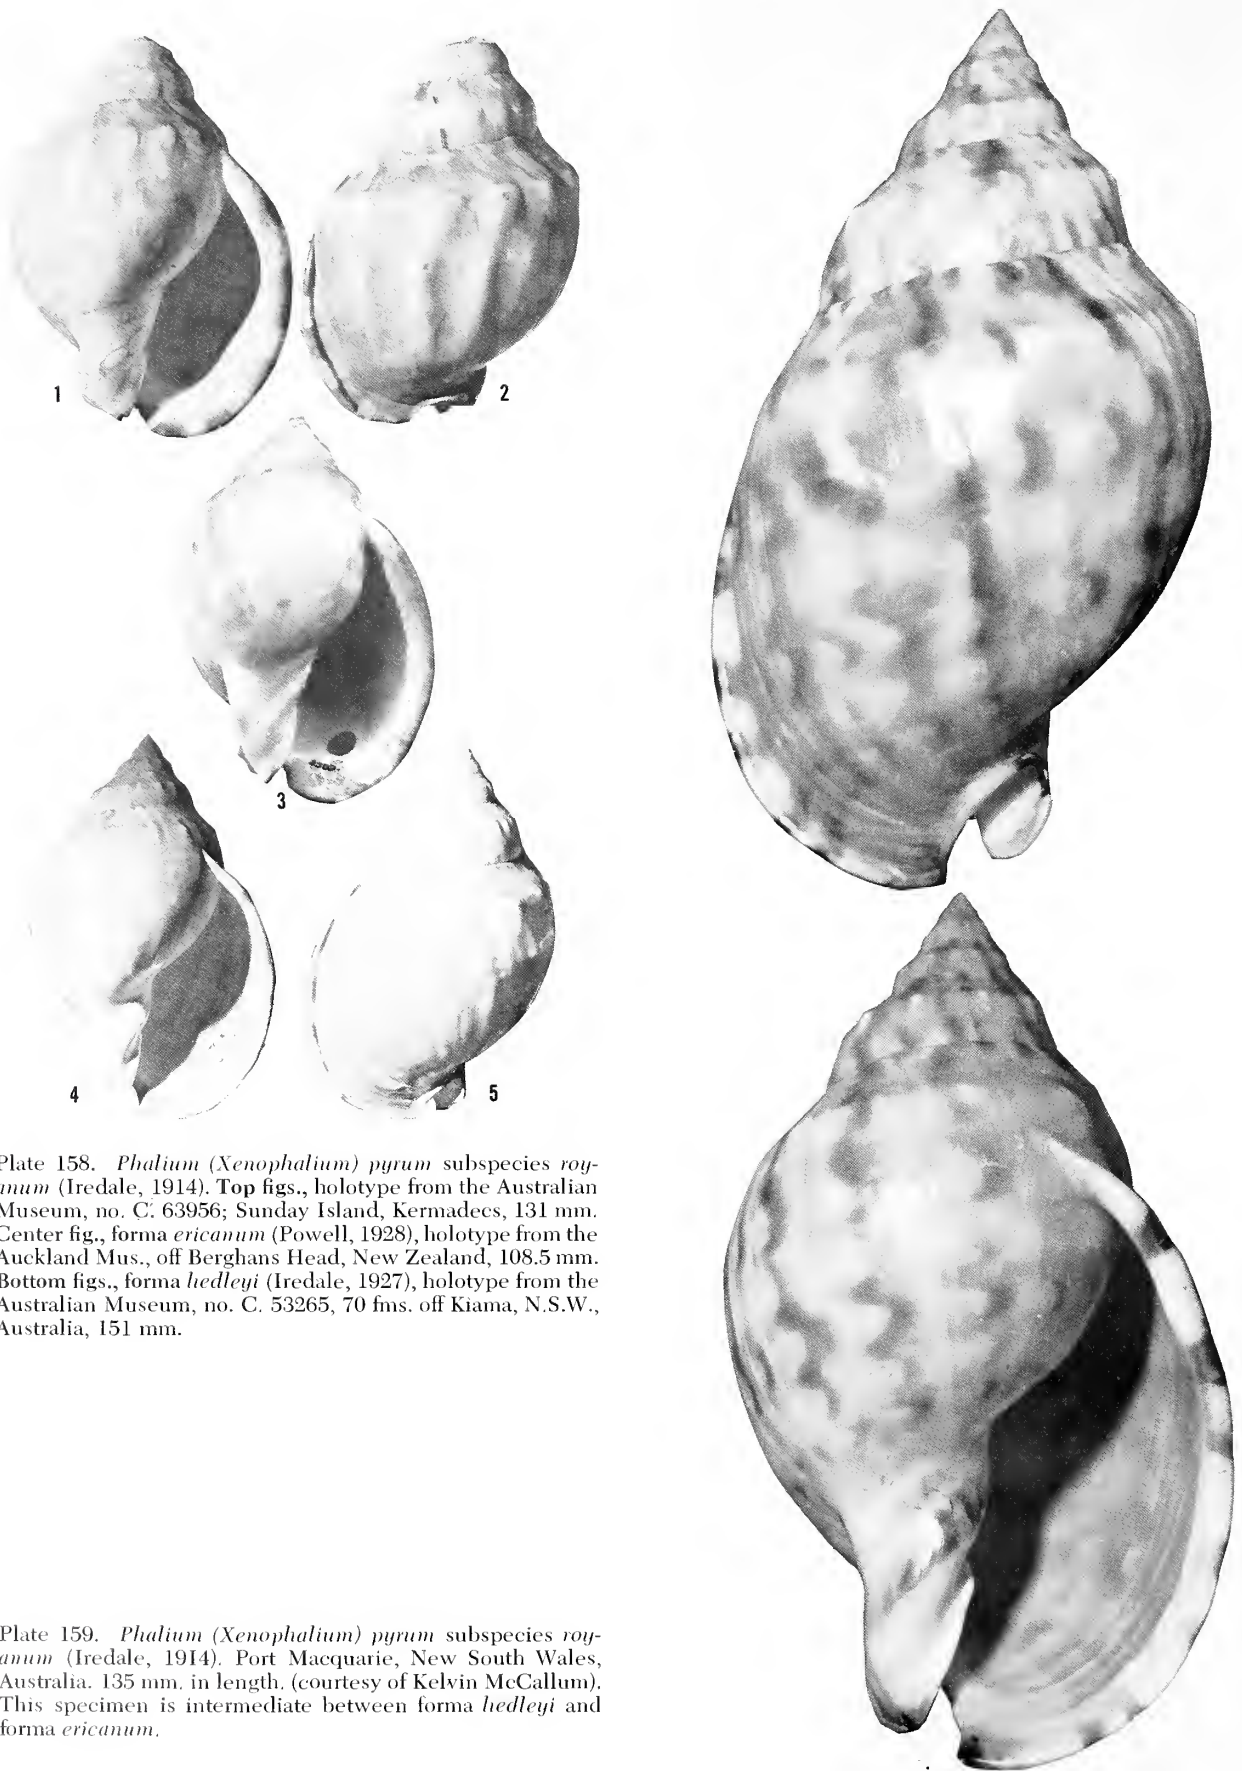 1
2
3
4
5
Plate 158. Phalium (Xenophalium) pyrum subspecies roy-
anum (Iredale, 1914). Top figs., holotype from the Australian
Museum, no. C. 63956; Sunday Island, Kermadecs, 131 mm.
Center fig., forma ericanum (Powell, 1928), holotype from the
Auckland Mus., off Berghans Head, New Zealand, 108.5 mm.
Bottom figs., forma hedleyi (Iredale, 1927), holotype from the
Australian Museum, no. C. 53265, 70 fms. off Kiama, N.S.W.,
Australia, 151 mm.
Plate 159. Phalium (Xenophalium) pyrum subspecies roy-
anum (Iredale, 1914). Port Macquarie, New South Wales,
Australia. 135 mm. in length. (courtesy of Kelvin McCallum).
This specimen is intermediate between forma hedleyi and
forma ericanum.